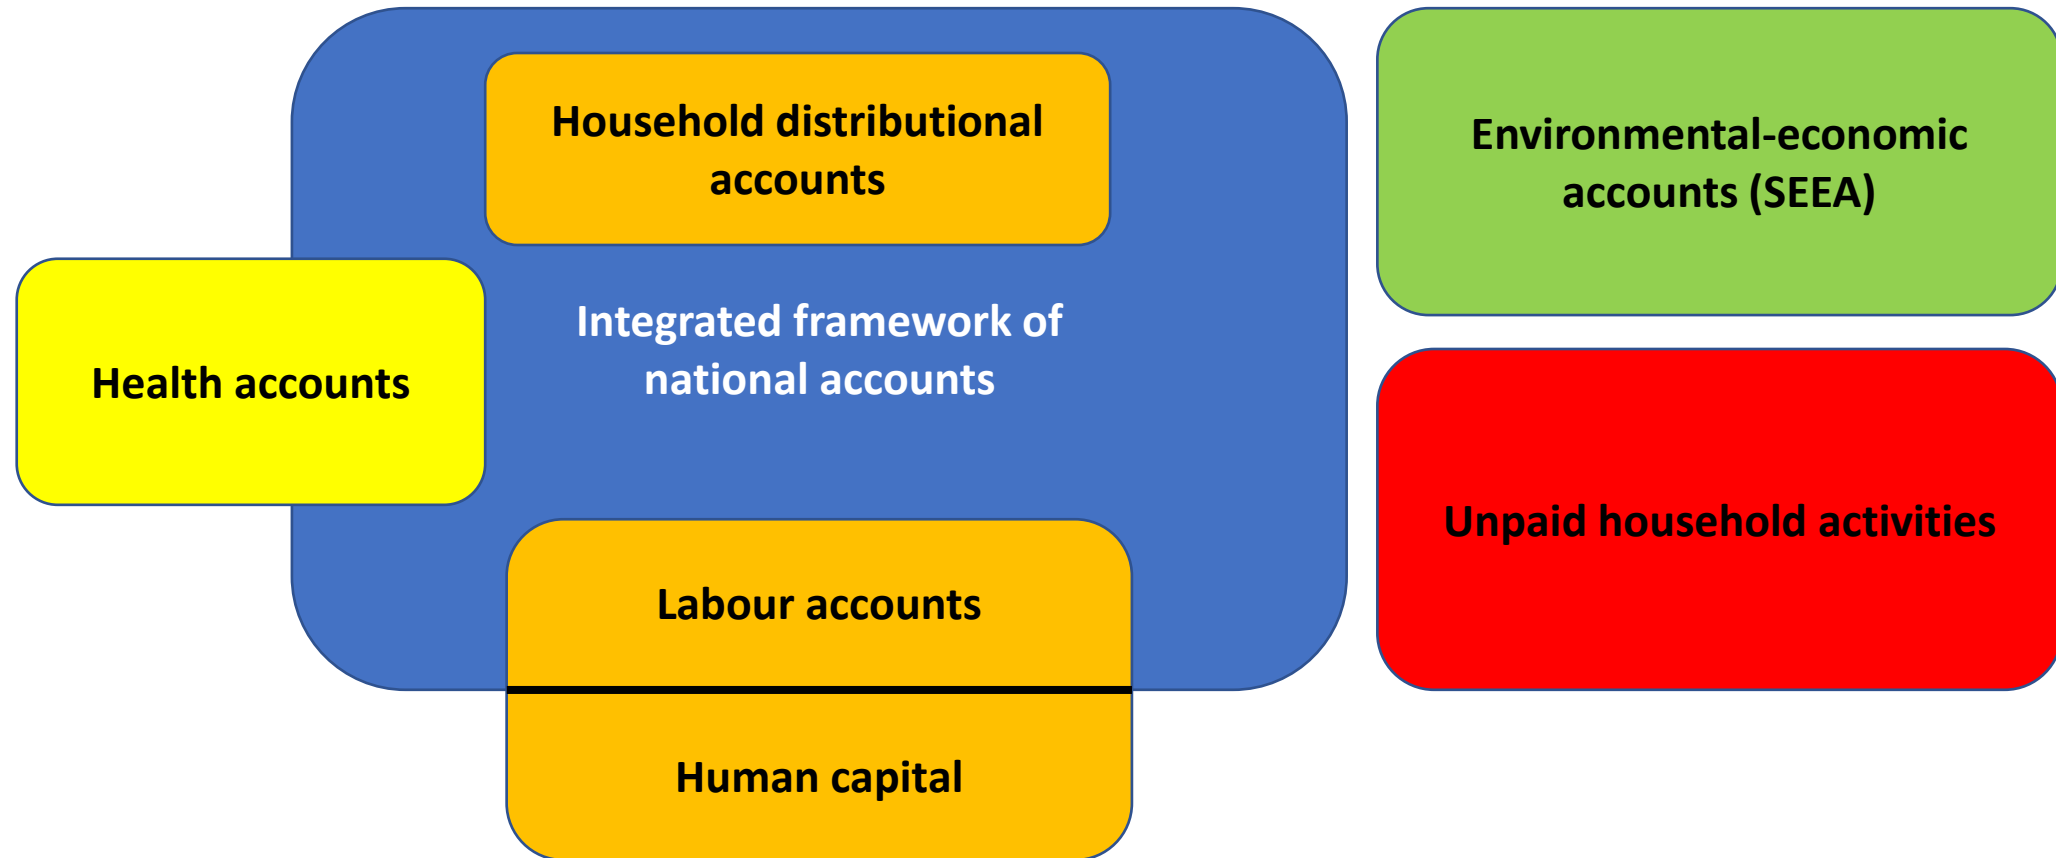 Household distributional
accounts
Environmental-economic
accounts (SEEA)
Integrated framework of
national accounts
Health accounts
Unpaid household activities
Labour accounts
Human capital